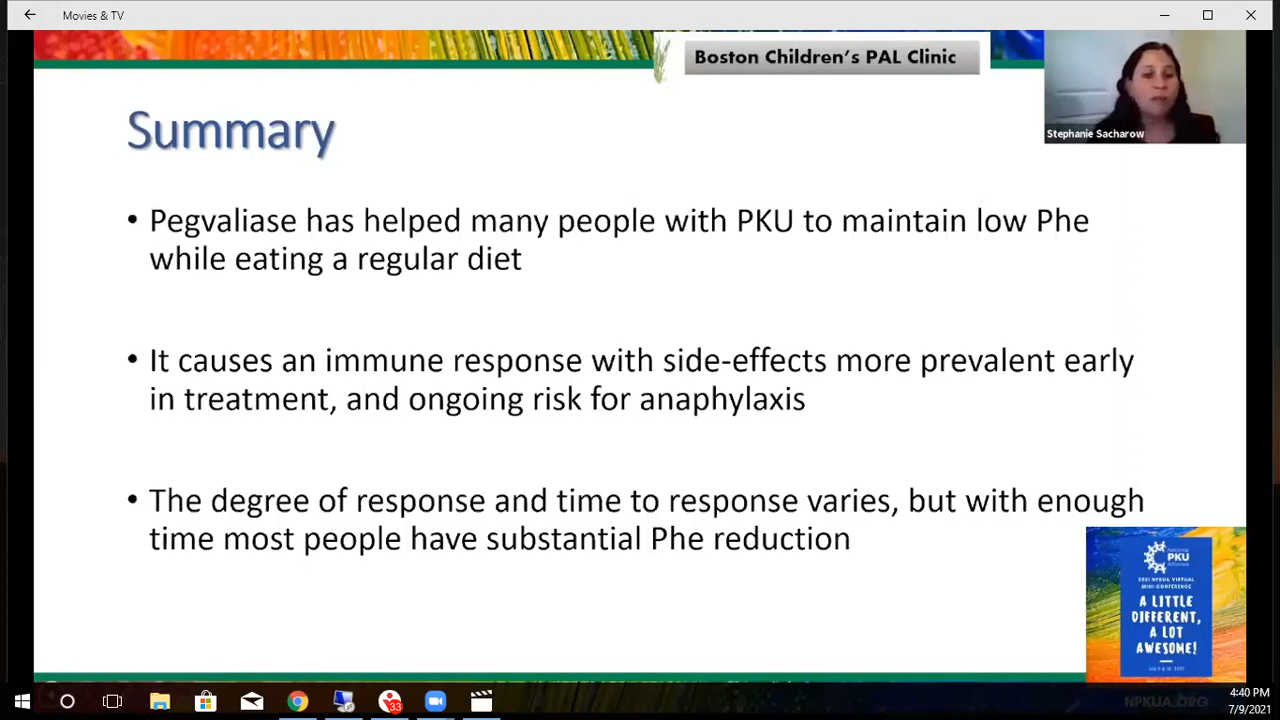 Movies & TV
Boston Children's PAL Clinic
Stephanie Sacharow
Summary
• Pegvaliase has helped many people with PKU to maintain low Phe
while eating a regular diet
• It causes an immune response with side-effects more prevalent early
in treatment, and ongoing risk for anaphylaxis
• The degree of response and time to response varies, but with enough
time most people have substantial Phe reduction
National
PKU
Alliance
2021 NPKUA VIRTUAL
MINI-CONFERENCE
A LITTLE
DIFFERENT,
A LOT
AWESOME!
NPKUA.ORG
33
4:40 PM
7/9/2021